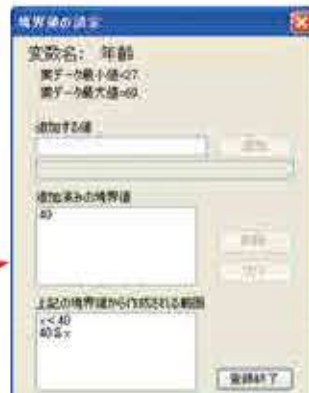 境界値の設定
変数名: 年齢
実データ最小値=27
実データ最大値=69
追加する値
追加
追加済みの境界値
40
削除
上記の境界値から作成される範囲
x<40
40≦x
登録終了